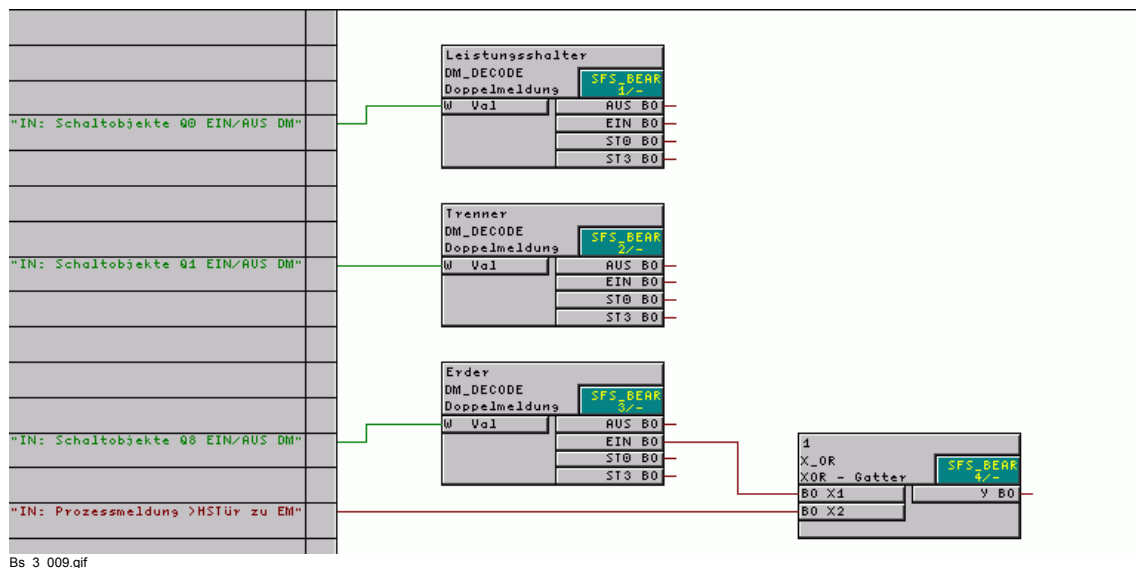 Leistungsshalter
DM_DECODE
Doppelmeldung
SFS_BEAR
1/-
W Val
AUS BO
EIN BO
ST0 BO
ST3 BO
"IN: Schaltobjekte Q0 EIN/AUS DM"
Trenner
DM_DECODE
Doppelmeldung
SFS_BEAR
2/-
W Val
AUS BO
EIN BO
ST0 BO
ST3 BO
"IN: Schaltobjekte Q1 EIN/AUS DM"
Erder
DM_DECODE
Doppelmeldung
SFS_BEAR
3/-
W Val
AUS BO
EIN BO
ST0 BO
ST3 BO
"IN: Schaltobjekte Q8 EIN/AUS DM"
1
X_OR
XOR - Gatter
SFS_BEAR
4/-
BO X1
Y BO
BO X2
"IN: Prozessmeldung >HSTür zu EM"
Bs_3_009.gif